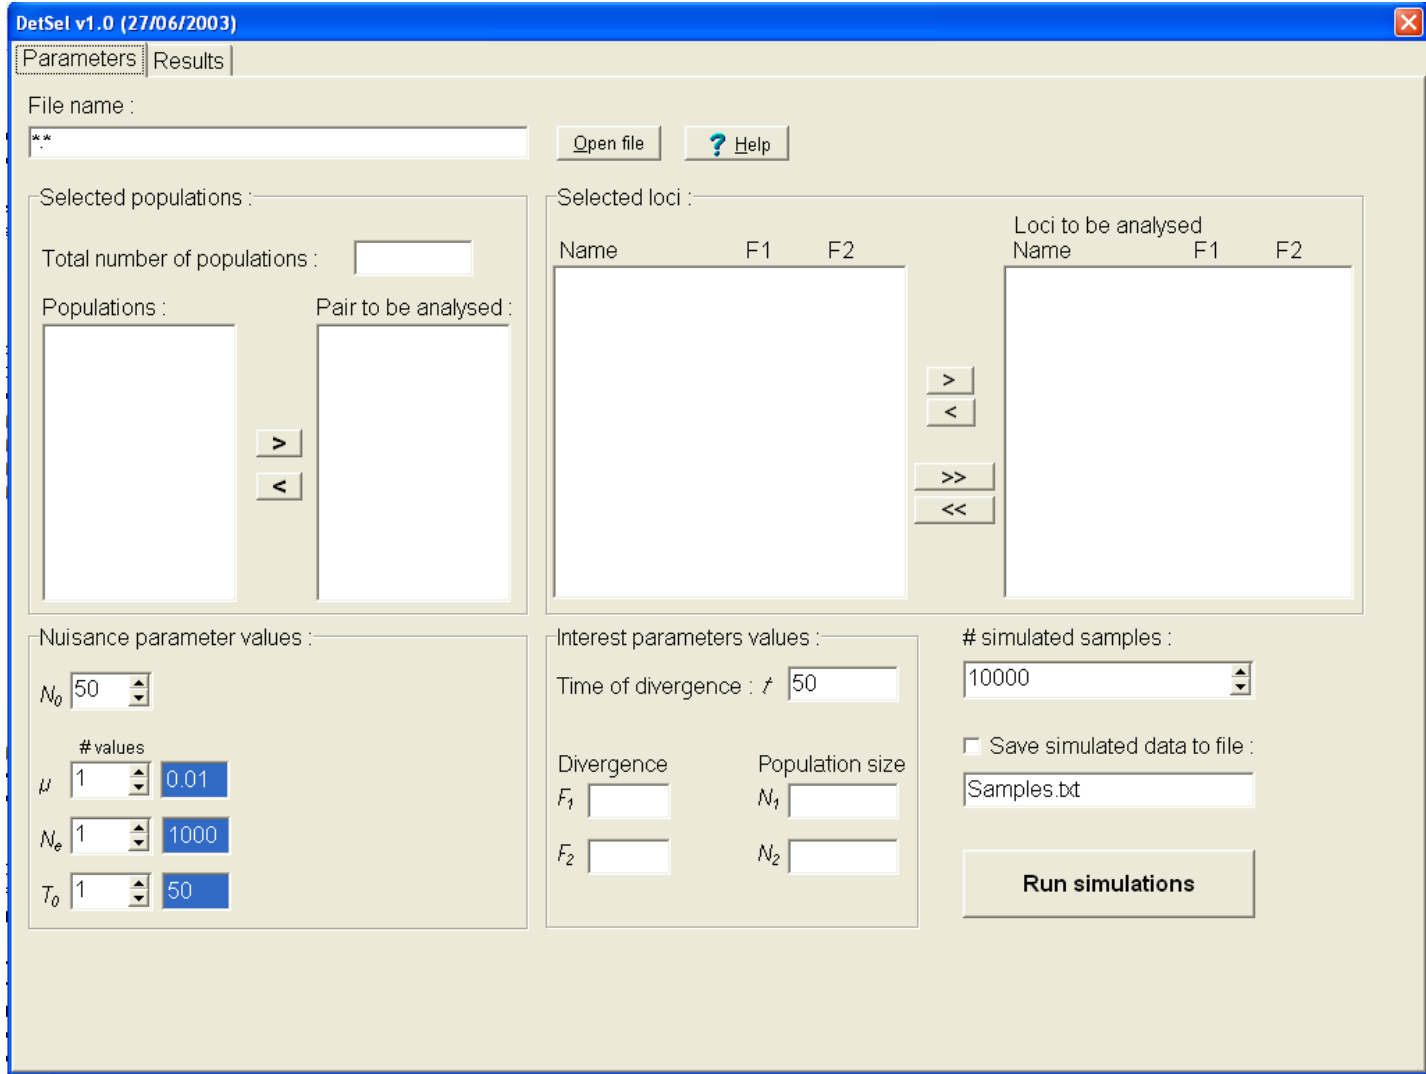 DetSel v1.0 (27/06/2003)
Parameters Results
File name :
*.*
Open file
? Help
Selected populations :
Total number of populations :
Populations :
Pair to be analysed :
>
<
Selected loci :
Name F1 F2
Loci to be analysed
Name F1 F2
>
<
>>
<<
Nuisance parameter values :
N0 50
# values
μ 1 0.01
Ne 1 1000
T0 1 50
Interest parameters values :
Time of divergence : t 50
Divergence Population size
F1 N1
F2 N2
# simulated samples :
10000
Save simulated data to file :
Samples.txt
Run simulations